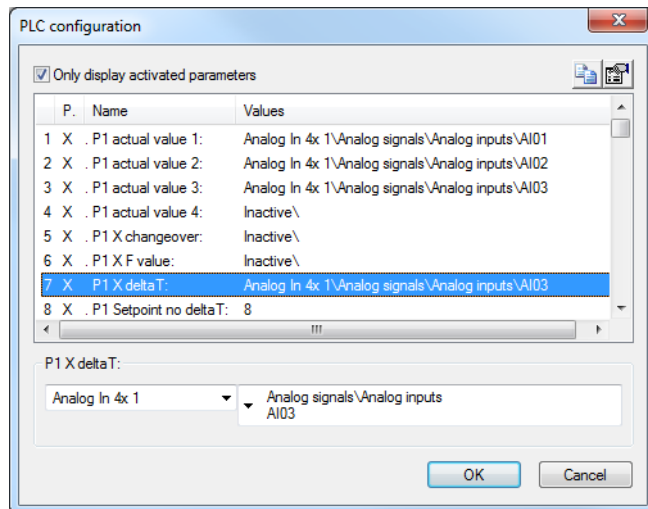 PLC configuration
Only display activated parameters
P. Name Values
1 X . P1 actual value 1: Analog In 4x 1\Analog signals\Analog inputs\AI01
2 X . P1 actual value 2: Analog In 4x 1\Analog signals\Analog inputs\AI02
3 X . P1 actual value 3: Analog In 4x 1\Analog signals\Analog inputs\AI03
4 X . P1 actual value 4: Inactive\
5 X . P1 X changeover: Inactive\
6 X . P1 X F value: Inactive\
7 X P1 X deltaT: Analog In 4x 1\Analog signals\Analog inputs\AI03
8 X . P1 Setpoint no deltaT: 8
P1 X deltaT:
Analog In 4x 1
Analog signals\Analog inputs
AI03
OK Cancel